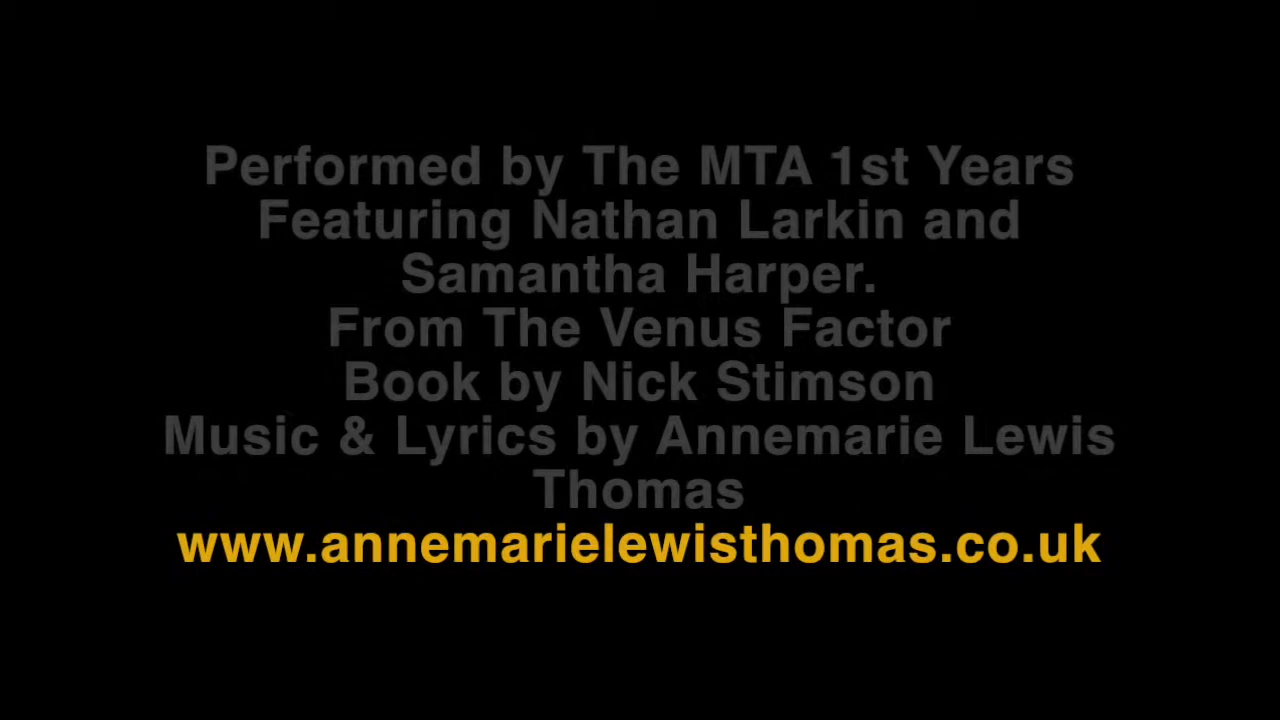 Performed by The MTA 1st Years
Featuring Nathan Larkin and
Samantha Harper.
From The Venus Factor
Book by Nick Stimson
Music & Lyrics by Annemarie Lewis
Thomas
www.annemarielewisthomas.co.uk